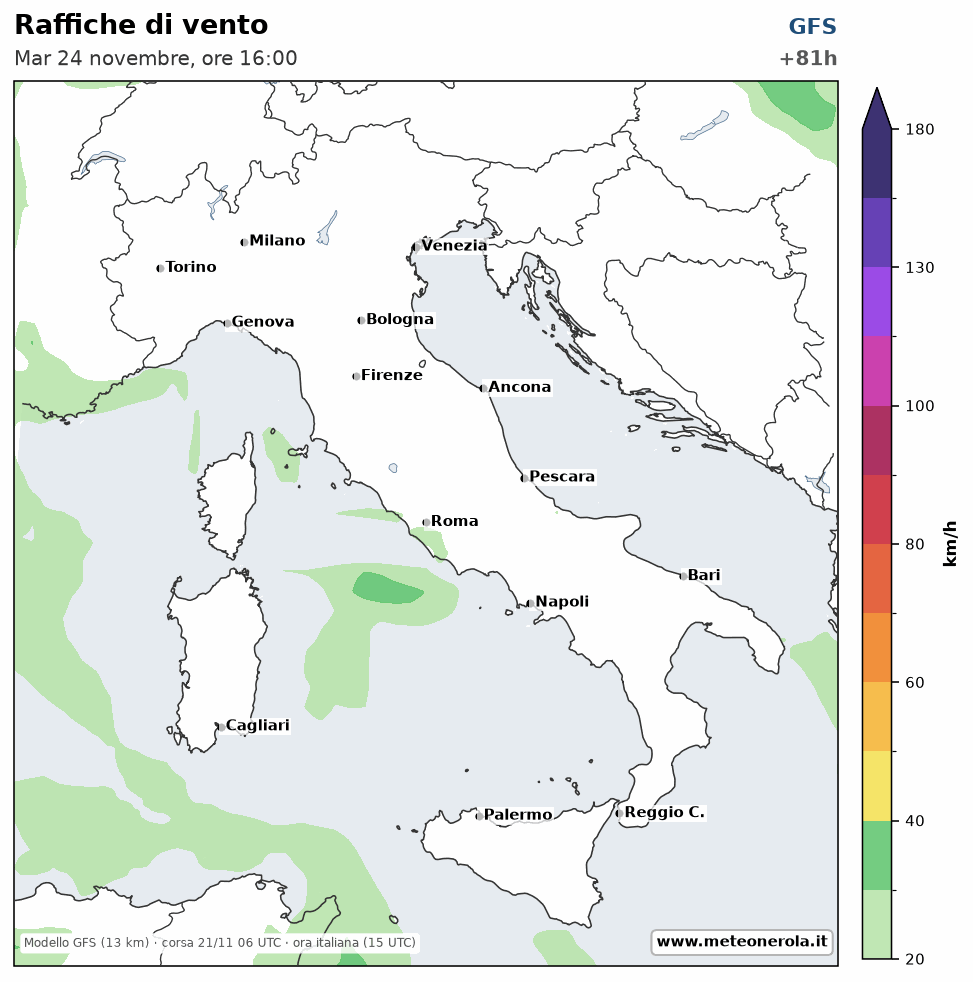 Raffiche di vento
GFS
Mar 24 novembre, ore 16:00
+81h
180
Milano
Venezia
Torino
130
Genova
Bologna
Firenze
Ancona
100
Pescara
Roma
80
km/h
Bari
Napoli
60
Cagliari
Palermo
Reggio C.
40
Modello GFS (13 km) · corsa 21/11 06 UTC · ora italiana (15 UTC)
www.meteonerola.it
20